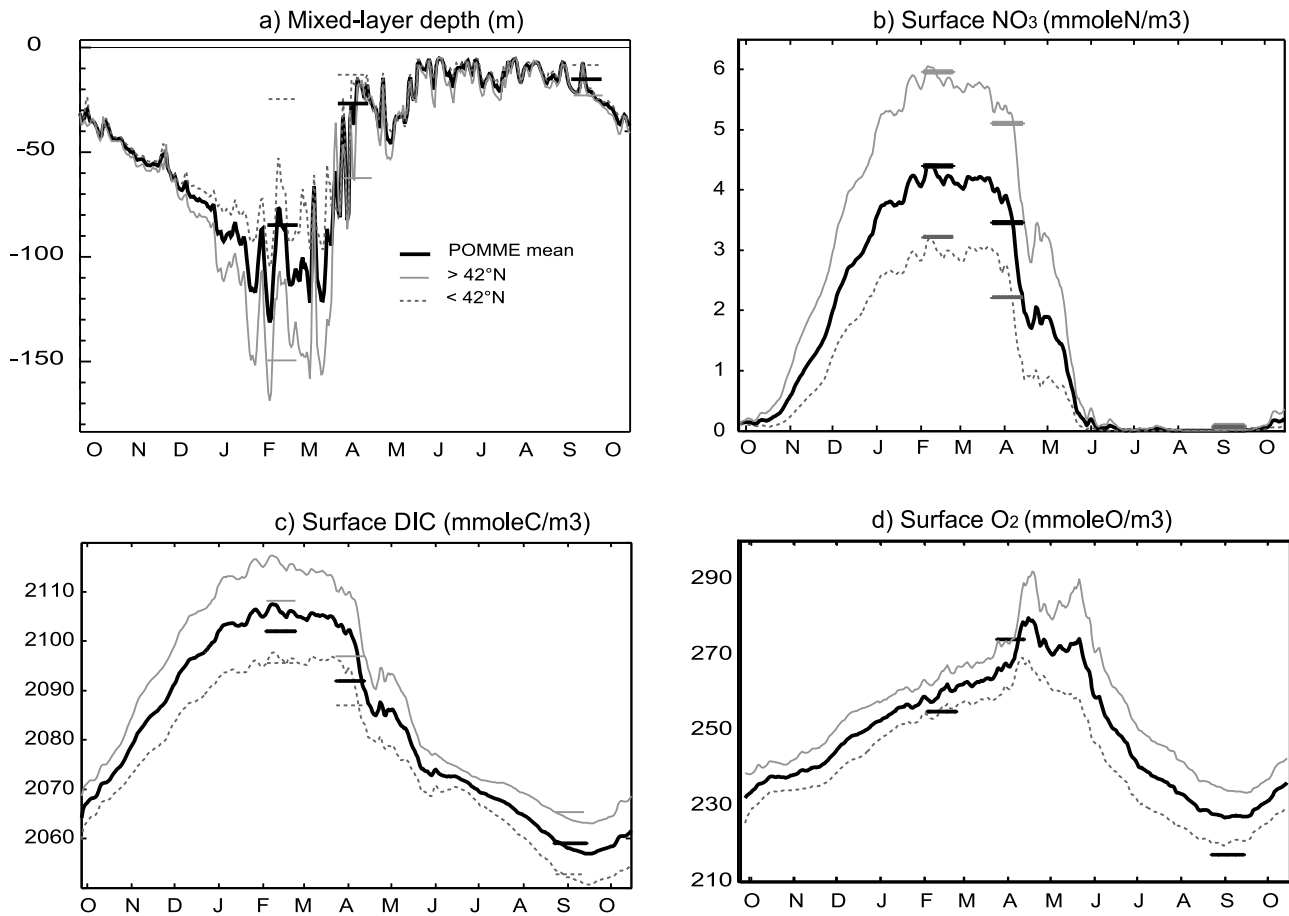 a) Mixed-layer depth (m)
0
-50
-100
-150
POMME mean
> 42°N
< 42°N
O N D J F M A M J J A S O
b) Surface NO3 (mmoleN/m3)
6
5
4
3
2
1
0
O N D J F M A M J J A S O
c) Surface DIC (mmoleC/m3)
2110
2100
2090
2080
2070
2060
O N D J F M A M J J A S O
d) Surface O2 (mmoleO/m3)
290
270
250
230
210
O N D J F M A M J J A S O